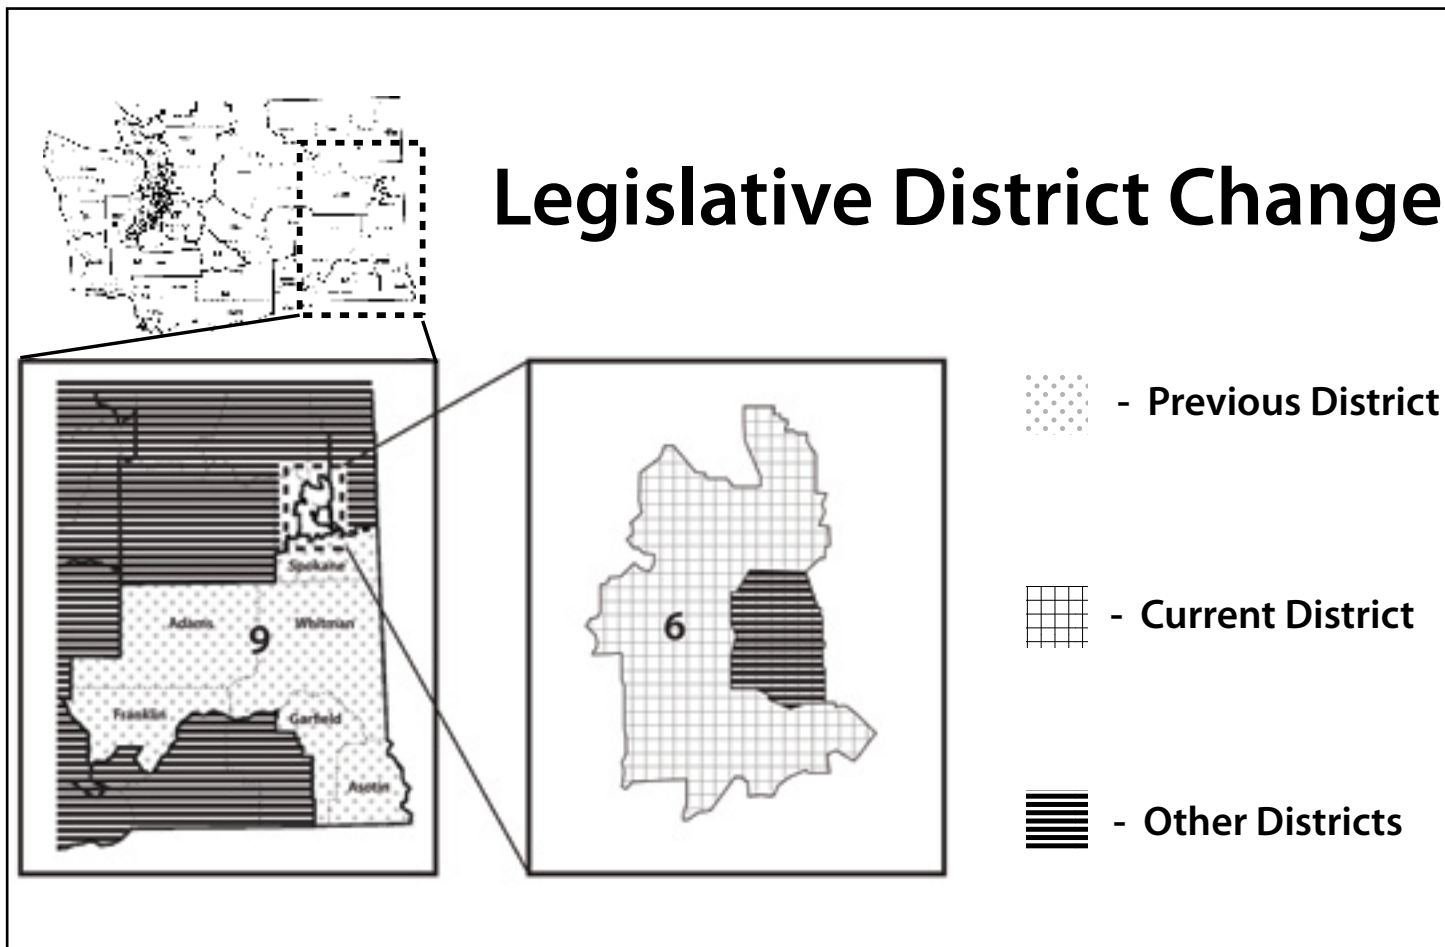 Legislative District Change
- Previous District
Spokane
Adams
Whitman
9
6
- Current District
Franklin
Garfield
Asotin
- Other Districts